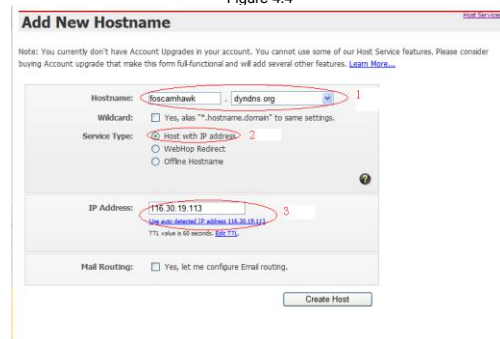 Figure 4.4
Add New Hostname
Host Services
Note: You currently don't have Account Upgrades in your account. You cannot use some of our Host Service features. Please consider
buying Account upgrade that make this form full-functional and will add several other features. Learn More...
Hostname: foscamhawk . dyndns.org 1
Wildcard: Yes, alias "*.hostname.domain" to same settings.
Service Type: Host with IP address 2
WebHop Redirect
Offline Hostname
?
IP Address: 116.30.19.113 3
Use auto detected IP address 116.30.19.113
TTL value is 60 seconds. Edit TTL.
Mail Routing: Yes, let me configure Email routing.
Create Host